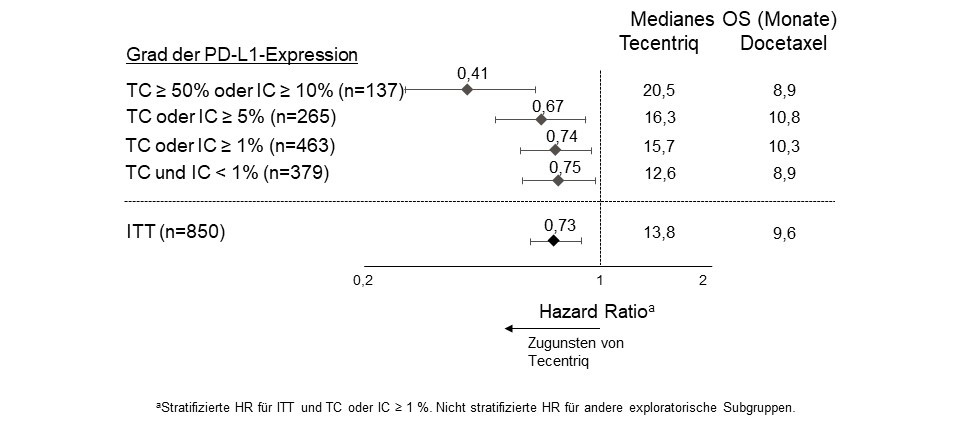 Medianes OS (Monate)
Tecentriq Docetaxel
Grad der PD-L1-Expression
0,41
TC ≥ 50% oder IC ≥ 10% (n=137) 20,5 8,9
0,67
TC oder IC ≥ 5% (n=265) 16,3 10,8
0,74
TC oder IC ≥ 1% (n=463) 15,7 10,3
0,75
TC und IC < 1% (n=379) 12,6 8,9
0,73
ITT (n=850) 13,8 9,6
0,2 1 2
Hazard Ratioᵃ
Zugunsten von
Tecentriq
ᵃStratifizierte HR für ITT und TC oder IC ≥ 1 %. Nicht stratifizierte HR für andere exploratorische Subgruppen.